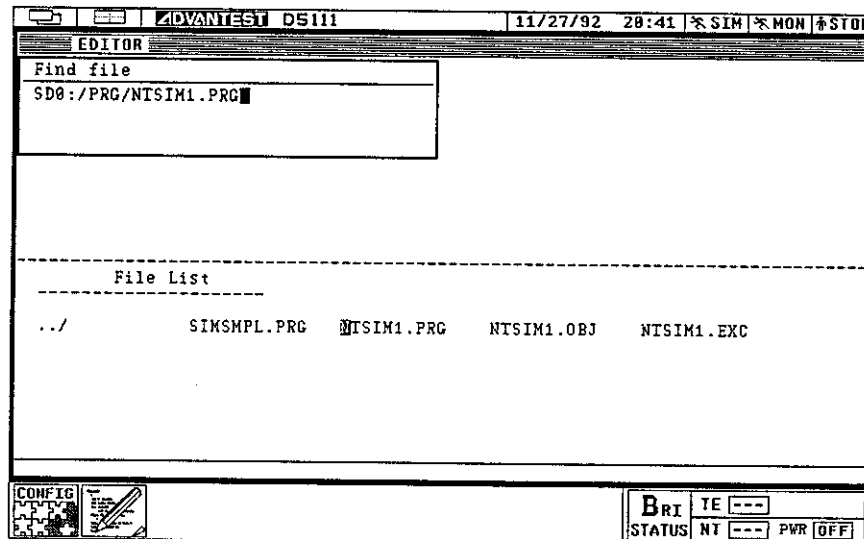 ADVANTEST D5111 11/27/92 20:41 SIM MON STOP
EDITOR
Find file
SD0:/PRG/NTSIM1.PRG
File List
../ SIMSMPL.PRG NTSIM1.PRG NTSIM1.OBJ NTSIM1.EXC
CONFIG
BRI TE ---
STATUS NT --- PWR OFF